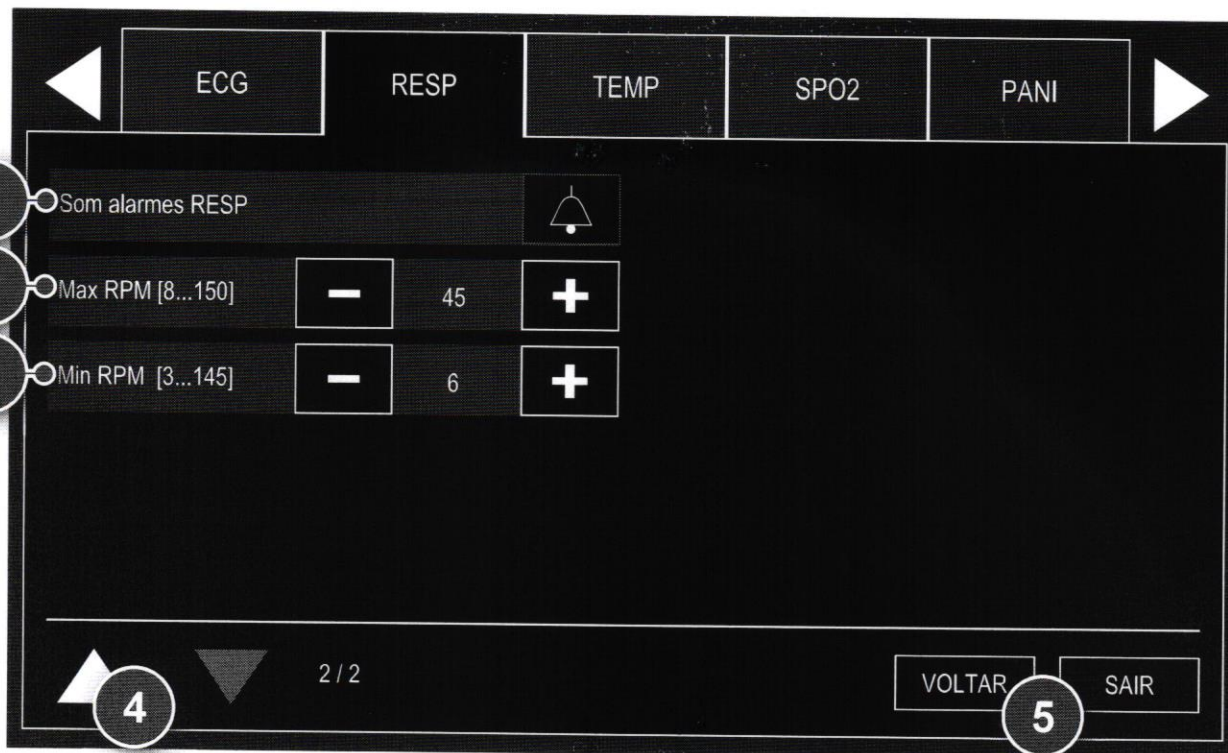 ECG RESP TEMP SPO2 PANI
Som alarmes RESP
Max RPM [8...150] − 45 +
Min RPM [3...145] − 6 +
2 / 2
VOLTAR SAIR
4 5